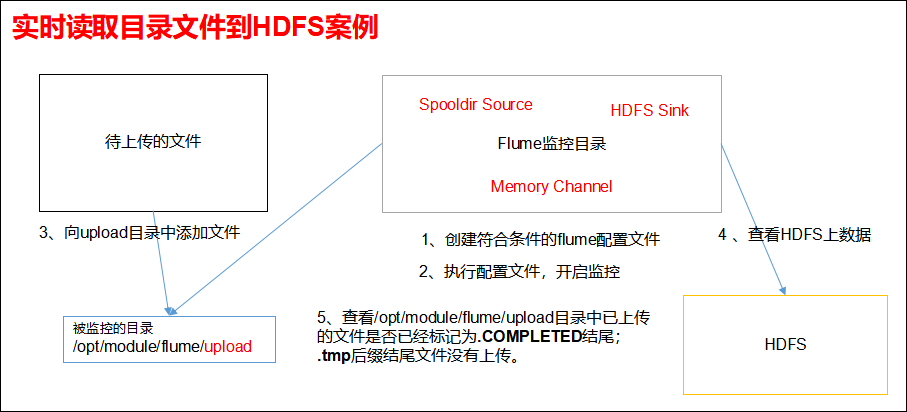 实时读取目录文件到HDFS案例
待上传的文件
Spooldir Source
HDFS Sink
Flume监控目录
Memory Channel
3、向upload目录中添加文件
1、创建符合条件的flume配置文件
2、执行配置文件，开启监控
4 、查看HDFS上数据
被监控的目录
/opt/module/flume/upload
5、查看/opt/module/flume/upload目录中已上传
的文件是否已经标记为.COMPLETED结尾；
.tmp后缀结尾文件没有上传。
HDFS